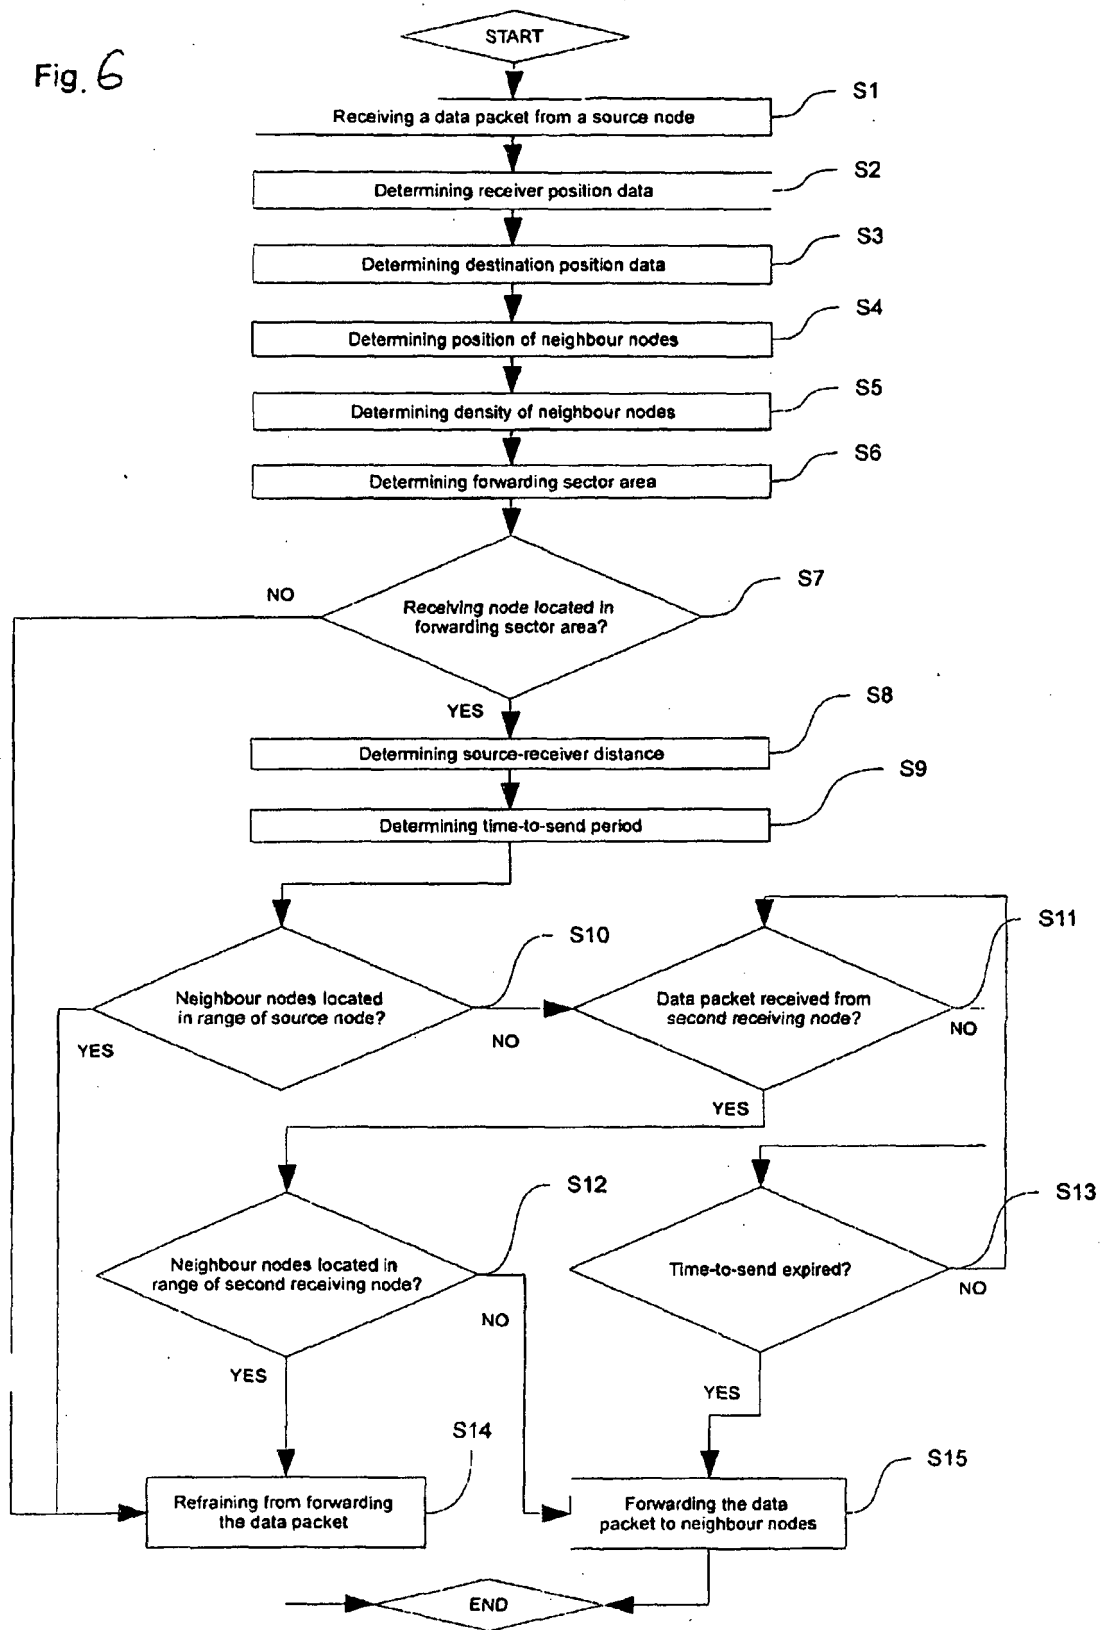 START
Fig. 6
S1
Receiving a data packet from a source node
S2
Determining receiver position data
S3
Determining destination position data
S4
Determining position of neighbour nodes
S5
Determining density of neighbour nodes
S6
Determining forwarding sector area
S7
NO
Receiving node located in
forwarding sector area?
S8
YES
Determining source-receiver distance
S9
Determining time-to-send period
S10
S11
Neighbour nodes located
in range of source node?
Data packet received from
second receiving node?
YES
NO
NO
YES
S12
S13
Neighbour nodes located in
range of second receiving node?
Time-to-send expired?
NO
NO
YES
YES
S14
S15
Refraining from forwarding
the data packet
Forwarding the data
packet to neighbour nodes
END